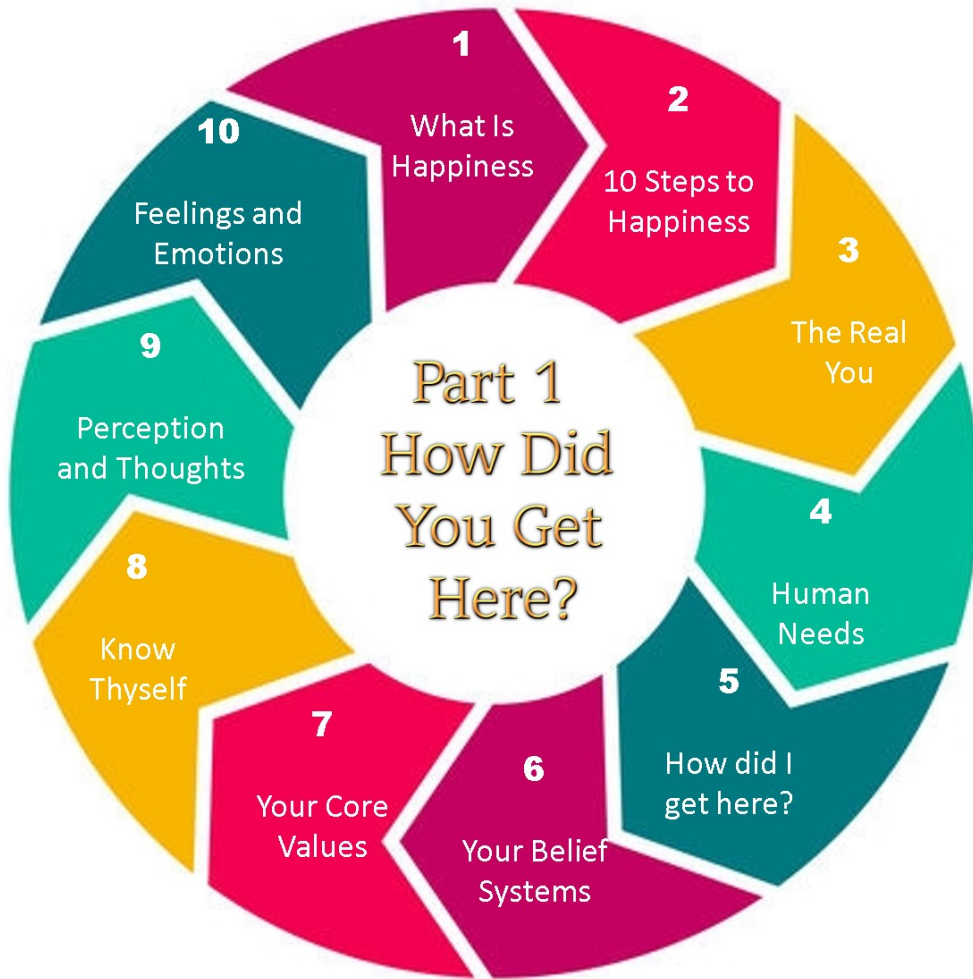 1
What Is
Happiness
2
10 Steps to
Happiness
3
The Real
You
4
Human
Needs
5
How did I
get here?
6
Your Belief
Systems
7
Your Core
Values
8
Know
Thyself
9
Perception
and Thoughts
10
Feelings and
Emotions
Part 1
How Did
You Get
Here?